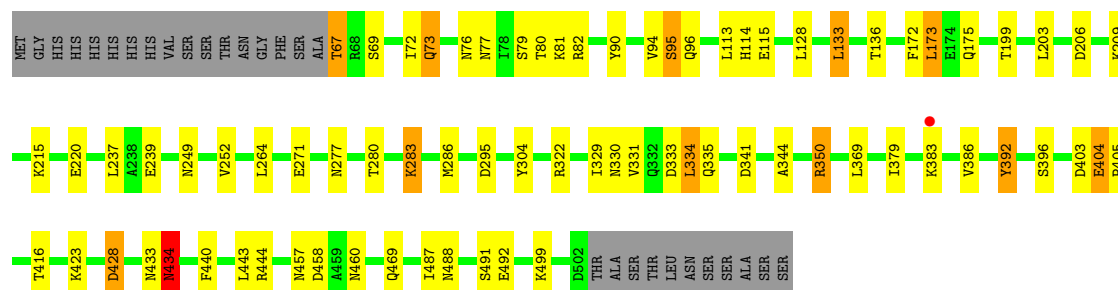 MET GLY HIS HIS HIS HIS HIS HIS VAL SER SER THR ASN GLY PHE SER ALA T67 R68 S69 I72 Q73 N76 N77 I78 S79 T80 K81 R82 Y90 V94 S95 Q96 L113 H114 E115 L128 L133 T136 F172 L173 E174 Q175 T199 L203 D206 K209
K215 E220 L237 A238 E239 N249 V252 L264 E271 N277 T280 K283 M286 D295 Y304 R322 I329 N330 V331 Q332 D333 L334 Q335 D341 A344 R350 L369 I379 K383 V386 Y392 S396 D403 E404
T416 K423 D428 N433 N434 F440 L443 R444 N457 D458 A459 N460 Q469 I487 N488 S491 E492 K499 D502 THR ALA SER THR LEU ASN SER SER ALA SER SER